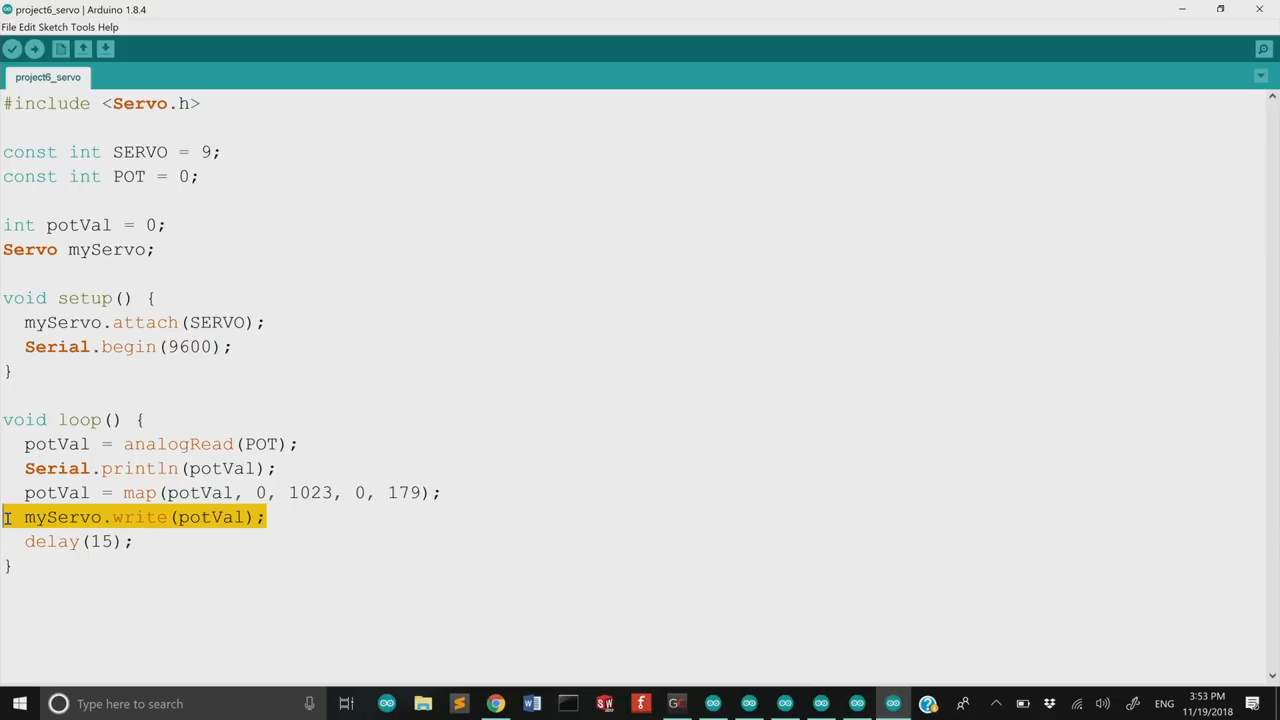 project6_servo | Arduino 1.8.4
File Edit Sketch Tools Help
project6_servo
#include <Servo.h>
const int SERVO = 9;
const int POT = 0;
int potVal = 0;
Servo myServo;
void setup() {
myServo.attach(SERVO);
Serial.begin(9600);
}
void loop() {
potVal = analogRead(POT);
Serial.println(potVal);
potVal = map(potVal, 0, 1023, 0, 179);
myServo.write(potVal);
delay(15);
}
Type here to search
ENG
3:53 PM
11/19/2018